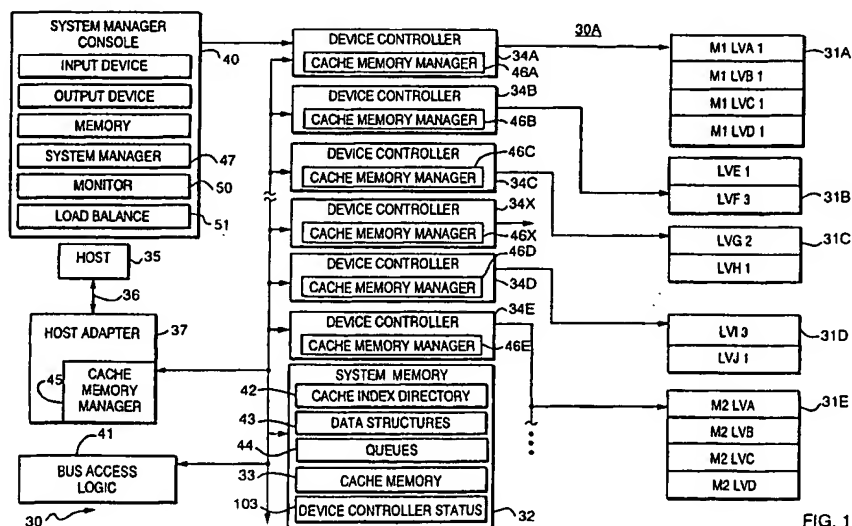 SYSTEM MANAGER
CONSOLE
40
INPUT DEVICE
OUTPUT DEVICE
MEMORY
SYSTEM MANAGER
47
MONITOR
50
LOAD BALANCE
51
HOST
35
36
HOST ADAPTER
37
45
CACHE
MEMORY
MANAGER
41
BUS ACCESS
LOGIC
30
DEVICE CONTROLLER
34A
CACHE MEMORY MANAGER
46A
DEVICE CONTROLLER
34B
CACHE MEMORY MANAGER
46B
DEVICE CONTROLLER
46C
CACHE MEMORY MANAGER
34C
DEVICE CONTROLLER
34X
CACHE MEMORY MANAGER
46X
DEVICE CONTROLLER
46D
CACHE MEMORY MANAGER
34D
DEVICE CONTROLLER
34E
CACHE MEMORY MANAGER
46E
SYSTEM MEMORY
42
CACHE INDEX DIRECTORY
43
DATA STRUCTURES
44
QUEUES
33
CACHE MEMORY
103
DEVICE CONTROLLER STATUS
32
30A
M1 LVA 1
31A
M1 LVB 1
M1 LVC 1
M1 LVD 1
LVE 1
LVF 3
31B
LVG 2
31C
LVH 1
LVI 3
31D
LVJ 1
M2 LVA
31E
M2 LVB
M2 LVC
M2 LVD
FIG. 1